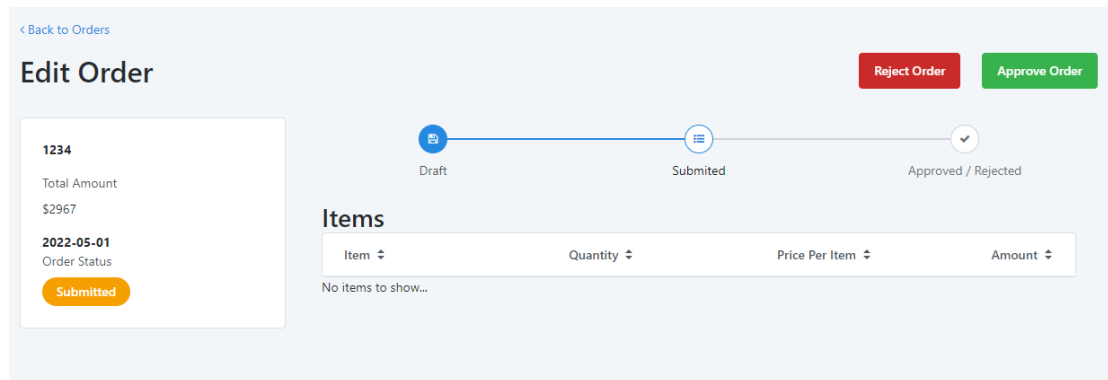 Back to Orders
Edit Order
Reject Order
Approve Order
1234
Total Amount
$2967
2022-05-01
Order Status
Submitted
Draft
Submited
Approved / Rejected
Items
Item Quantity Price Per Item Amount
No items to show...